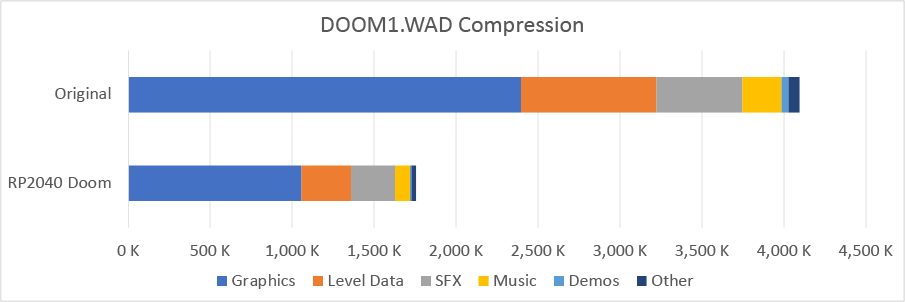 DOOM1.WAD Compression
Original
RP2040 Doom
0 K 500 K 1,000 K 1,500 K 2,000 K 2,500 K 3,000 K 3,500 K 4,000 K 4,500 K
Graphics Level Data SFX Music Demos Other